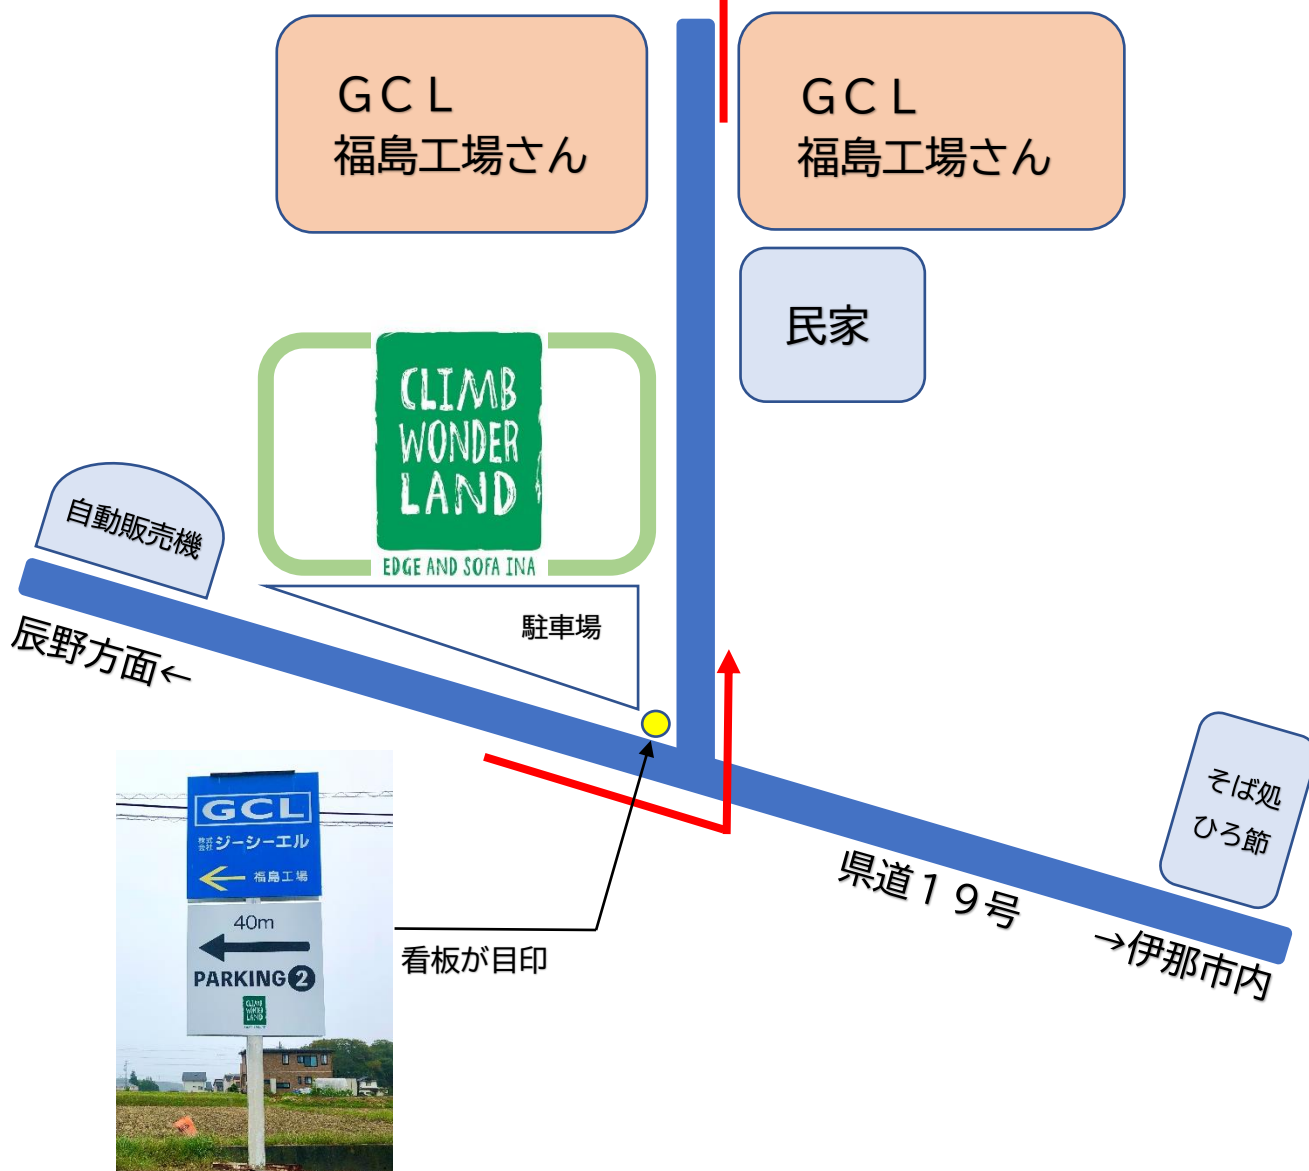 ＧＣＬ
福島工場さん
ＧＣＬ
福島工場さん
民家
CLIMB
WONDER
LAND
EDGE AND SOFA INA
自動販売機
駐車場
辰野方面←
そば処
ひろ節
県道１９号
→伊那市内
看板が目印
GCL
株式会社 ジーシーエル
← 福島工場
40m
PARKING 2
CLIMB
WONDER
LAND